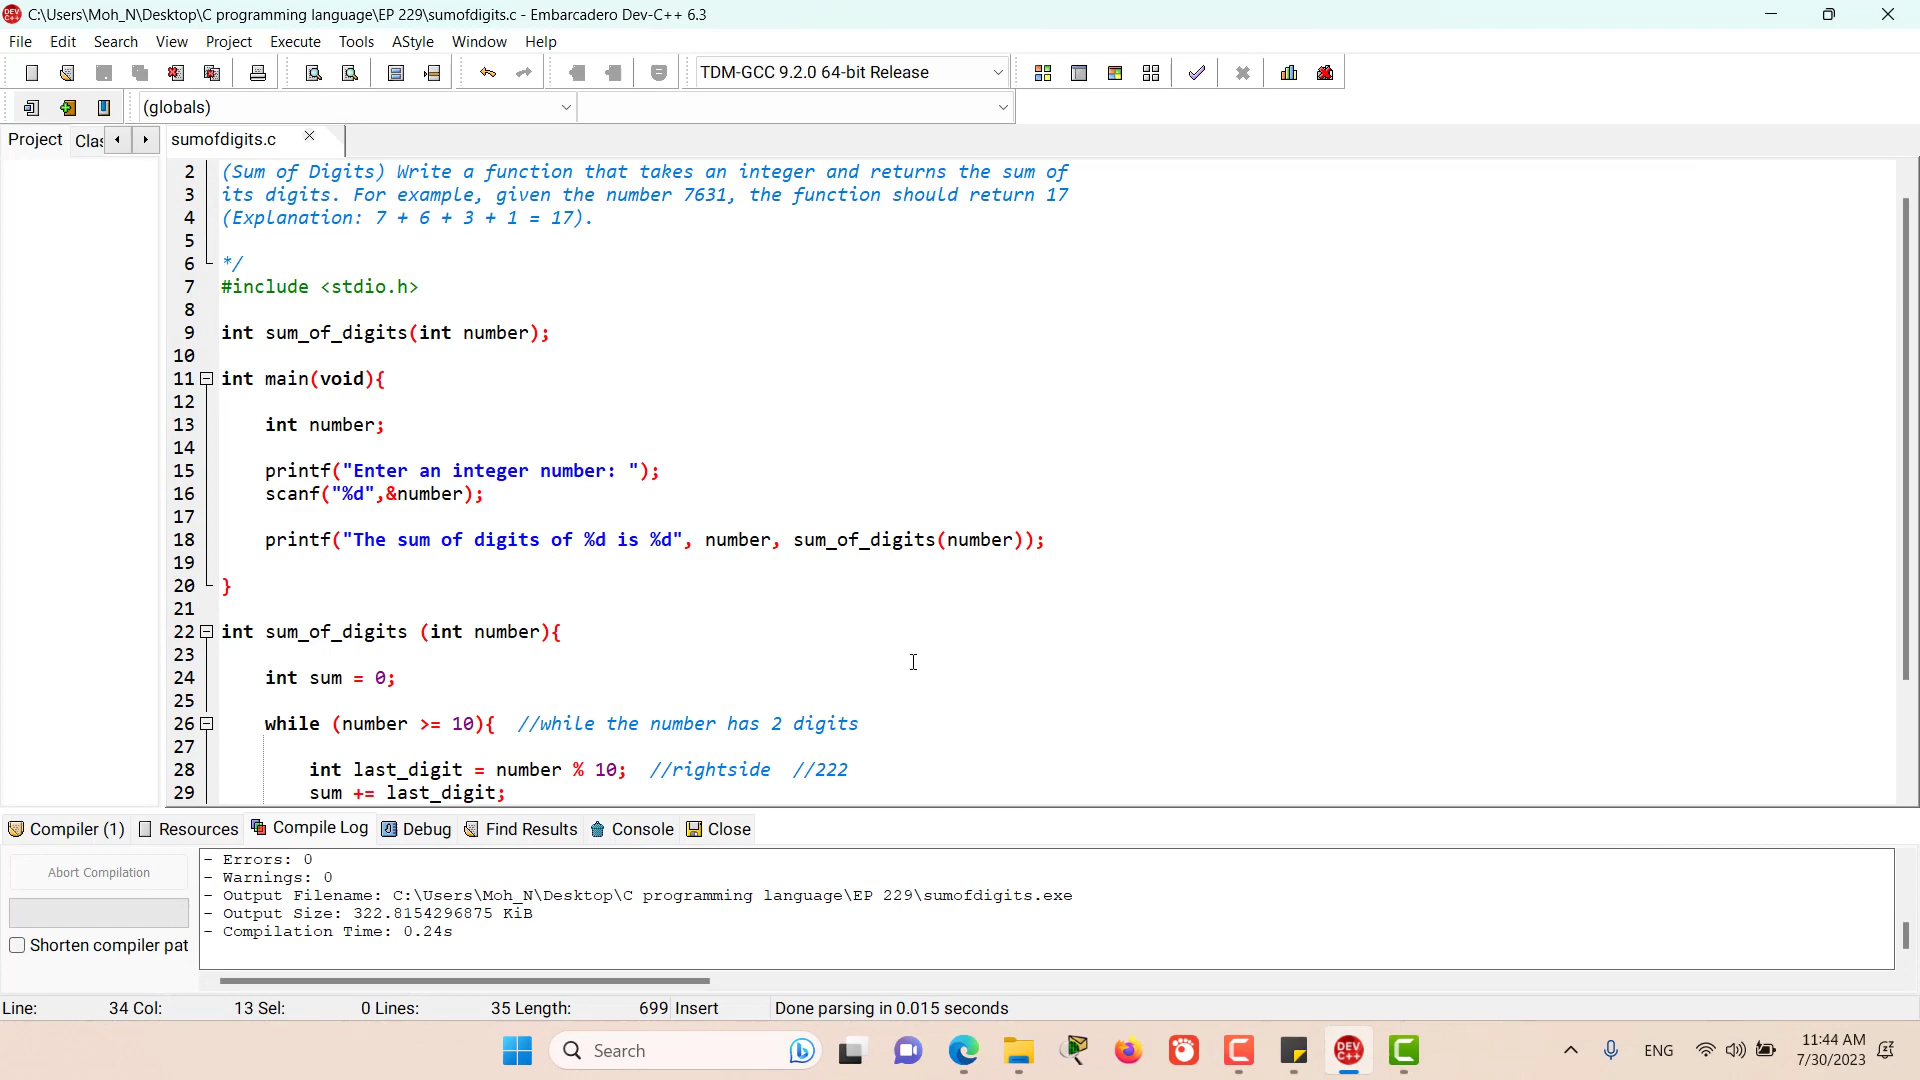 C:\Users\Moh_N\Desktop\C programming language\EP 229\sumofdigits.c - Embarcadero Dev-C++ 6.3
File Edit Search View Project Execute Tools AStyle Window Help
TDM-GCC 9.2.0 64-bit Release
(globals)
Project Clas sumofdigits.c
2 (Sum of Digits) Write a function that takes an integer and returns the sum of
3 its digits. For example, given the number 7631, the function should return 17
4 (Explanation: 7 + 6 + 3 + 1 = 17).
5
6 */
7 #include <stdio.h>
8
9 int sum_of_digits(int number);
10
11 int main(void){
12
13 int number;
14
15 printf("Enter an integer number: ");
16 scanf("%d",&number);
17
18 printf("The sum of digits of %d is %d", number, sum_of_digits(number));
19
20 }
21
22 int sum_of_digits (int number){
23
24 int sum = 0;
25
26 while (number >= 10){ //while the number has 2 digits
27
28 int last_digit = number % 10; //rightside //222
29 sum += last_digit;
Compiler (1) Resources Compile Log Debug Find Results Console Close
Abort Compilation
Shorten compiler pat
- Errors: 0
- Warnings: 0
- Output Filename: C:\Users\Moh_N\Desktop\C programming language\EP 229\sumofdigits.exe
- Output Size: 322.8154296875 KiB
- Compilation Time: 0.24s
Line: 34 Col: 13 Sel: 0 Lines: 35 Length: 699 Insert Done parsing in 0.015 seconds
Search
DEV C++
ENG
11:44 AM
7/30/2023